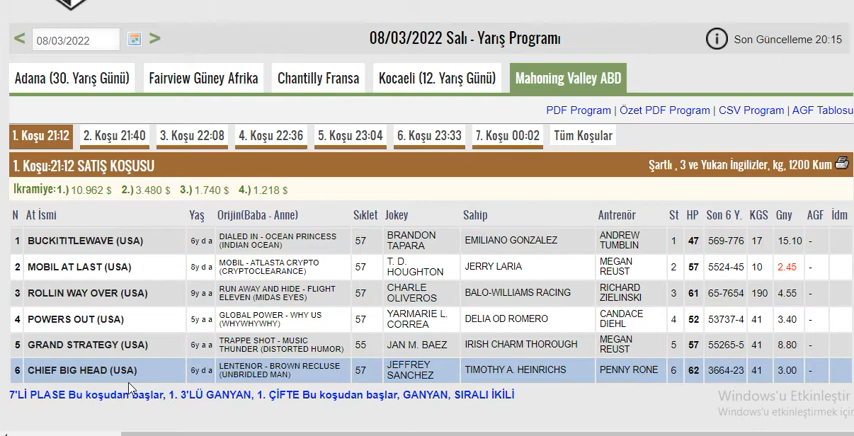 08/03/2022
08/03/2022 Salı - Yarış Programı
Son Güncelleme 20:15
Adana (30. Yarış Günü) Fairview Güney Afrika Chantilly Fransa Kocaeli (12. Yarış Günü) Mahoning Valley ABD
PDF Program | Özet PDF Program | CSV Program | AGF Tablosu
1. Koşu 21:12 2. Koşu 21:40 3. Koşu 22:08 4. Koşu 22:36 5. Koşu 23:04 6. Koşu 23:33 7. Koşu 00:02 Tüm Koşular
1. Koşu:21:12 SATIŞ KOŞUSU Şartlı , 3 ve Yukarı İngilizler, kg, 1200 Kum
Ikramiye:1.) 10.962 $ 2.) 3.480 $ 3.) 1.740 $ 4.) 1.218 $
N At İsmi Yaş Orijin(Baba - Anne) Sıklet Jokey Sahip Antrenör St HP Son 6 Y. KGS Gny AGF İdm
1 BUCKITITLEWAVE (USA) 6y d a DIALED IN - OCEAN PRINCESS (INDIAN OCEAN) 57 BRANDON TAPARA EMILIANO GONZALEZ ANDREW TUMBLIN 1 47 569-776 17 15.10 -
2 MOBIL AT LAST (USA) 8y d a MOBIL - ATLASTA CRYPTO (CRYPTOCLEARANCE) 57 T. D. HOUGHTON JERRY LARIA MEGAN REUST 2 57 5524-45 10 2.45 -
3 ROLLIN WAY OVER (USA) 9y a a RUN AWAY AND HIDE - FLIGHT ELEVEN (MIDAS EYES) 57 CHARLE OLIVEROS BALO-WILLIAMS RACING RICHARD ZIELINSKI 3 61 65-7654 190 4.55 -
4 POWERS OUT (USA) 5y a a GLOBAL POWER - WHY US (WHYWHYWHY) 57 YARMARIE L. CORREA DELIA OD ROMERO CANDACE DIEHL 4 52 53737-4 41 3.40 -
5 GRAND STRATEGY (USA) 6y a a TRAPPE SHOT - MUSIC THUNDER (DISTORTED HUMOR) 55 JAN M. BAEZ IRISH CHARM THOROUGH MEGAN REUST 5 57 55265-5 41 8.80 -
6 CHIEF BIG HEAD (USA) 6y d a LENTENOR - BROWN RECLUSE (UNBRIDLED MAN) 57 JEFFREY SANCHEZ TIMOTHY A. HEINRICHS PENNY RONE 6 62 3664-23 41 3.00 -
7'Lİ PLASE Bu koşudan başlar, 1. 3'LÜ GANYAN, 1. ÇİFTE Bu koşudan başlar, GANYAN, SIRALI İKİLİ
Windows'u Etkinleştir
Windows'u etkinleştirmek için